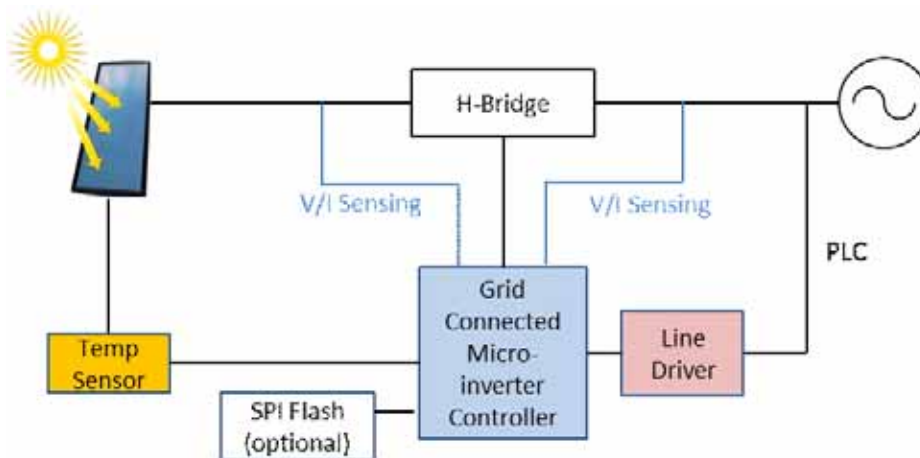 H-Bridge
V/I Sensing
V/I Sensing
PLC
Grid
Connected
Micro-
inverter
Controller
Line
Driver
Temp
Sensor
SPI Flash
(optional)